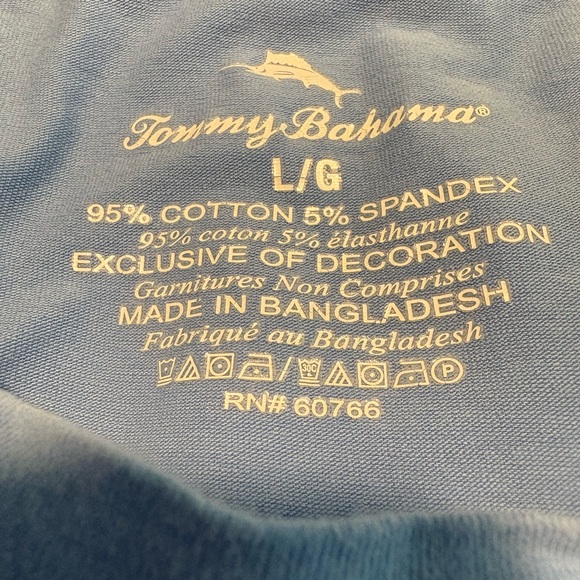 Tommy Bahama®
L/G
95% COTTON 5% SPANDEX
95% coton 5% élasthanne
EXCLUSIVE OF DECORATION
Garnitures Non Comprises
MADE IN BANGLADESH
Fabriqué au Bangladesh
30C P
RN# 60766